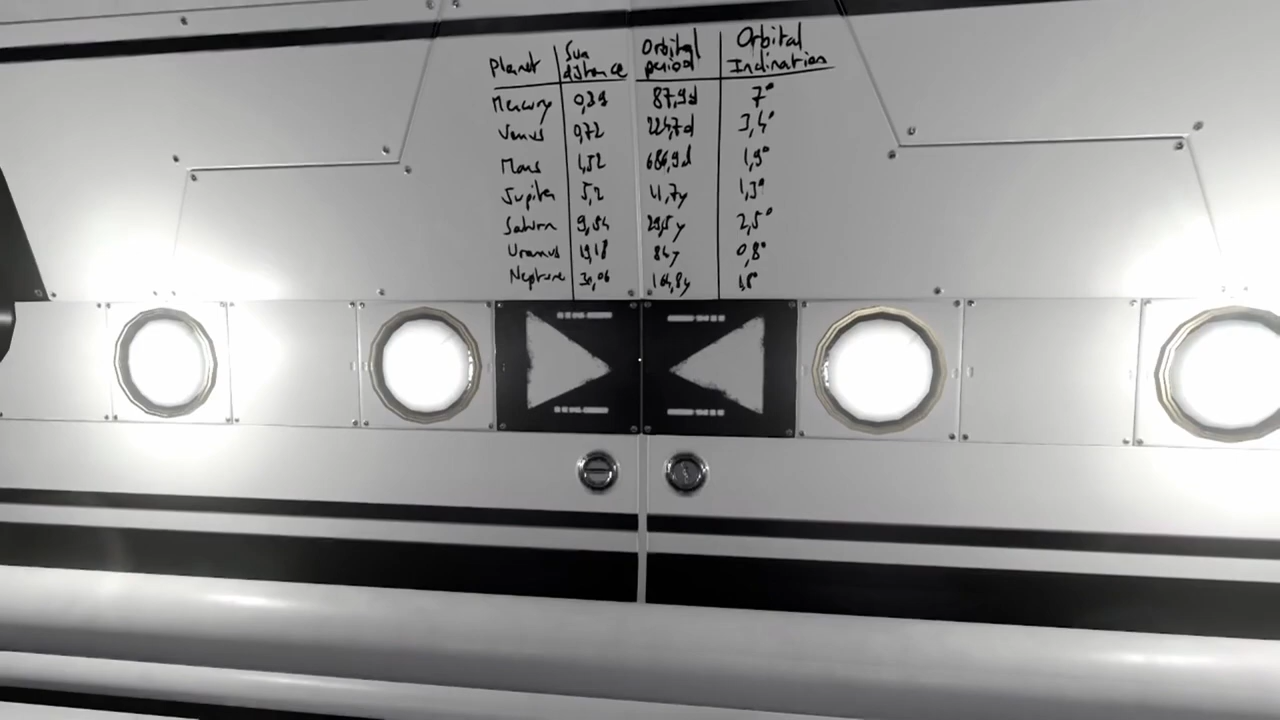 Planet Sun distance Orbital period Orbital Inclination
Mercury 0,39 87,9d 7°
Venus 0,72 224,7d 3,4°
Mars 1,52 686,9d 1,9°
Jupiter 5,2 11,7y 1,3°
Saturn 9,54 29,5y 2,5°
Uranus 19,18 84y 0,8°
Neptune 30,06 164,8y 1,8°